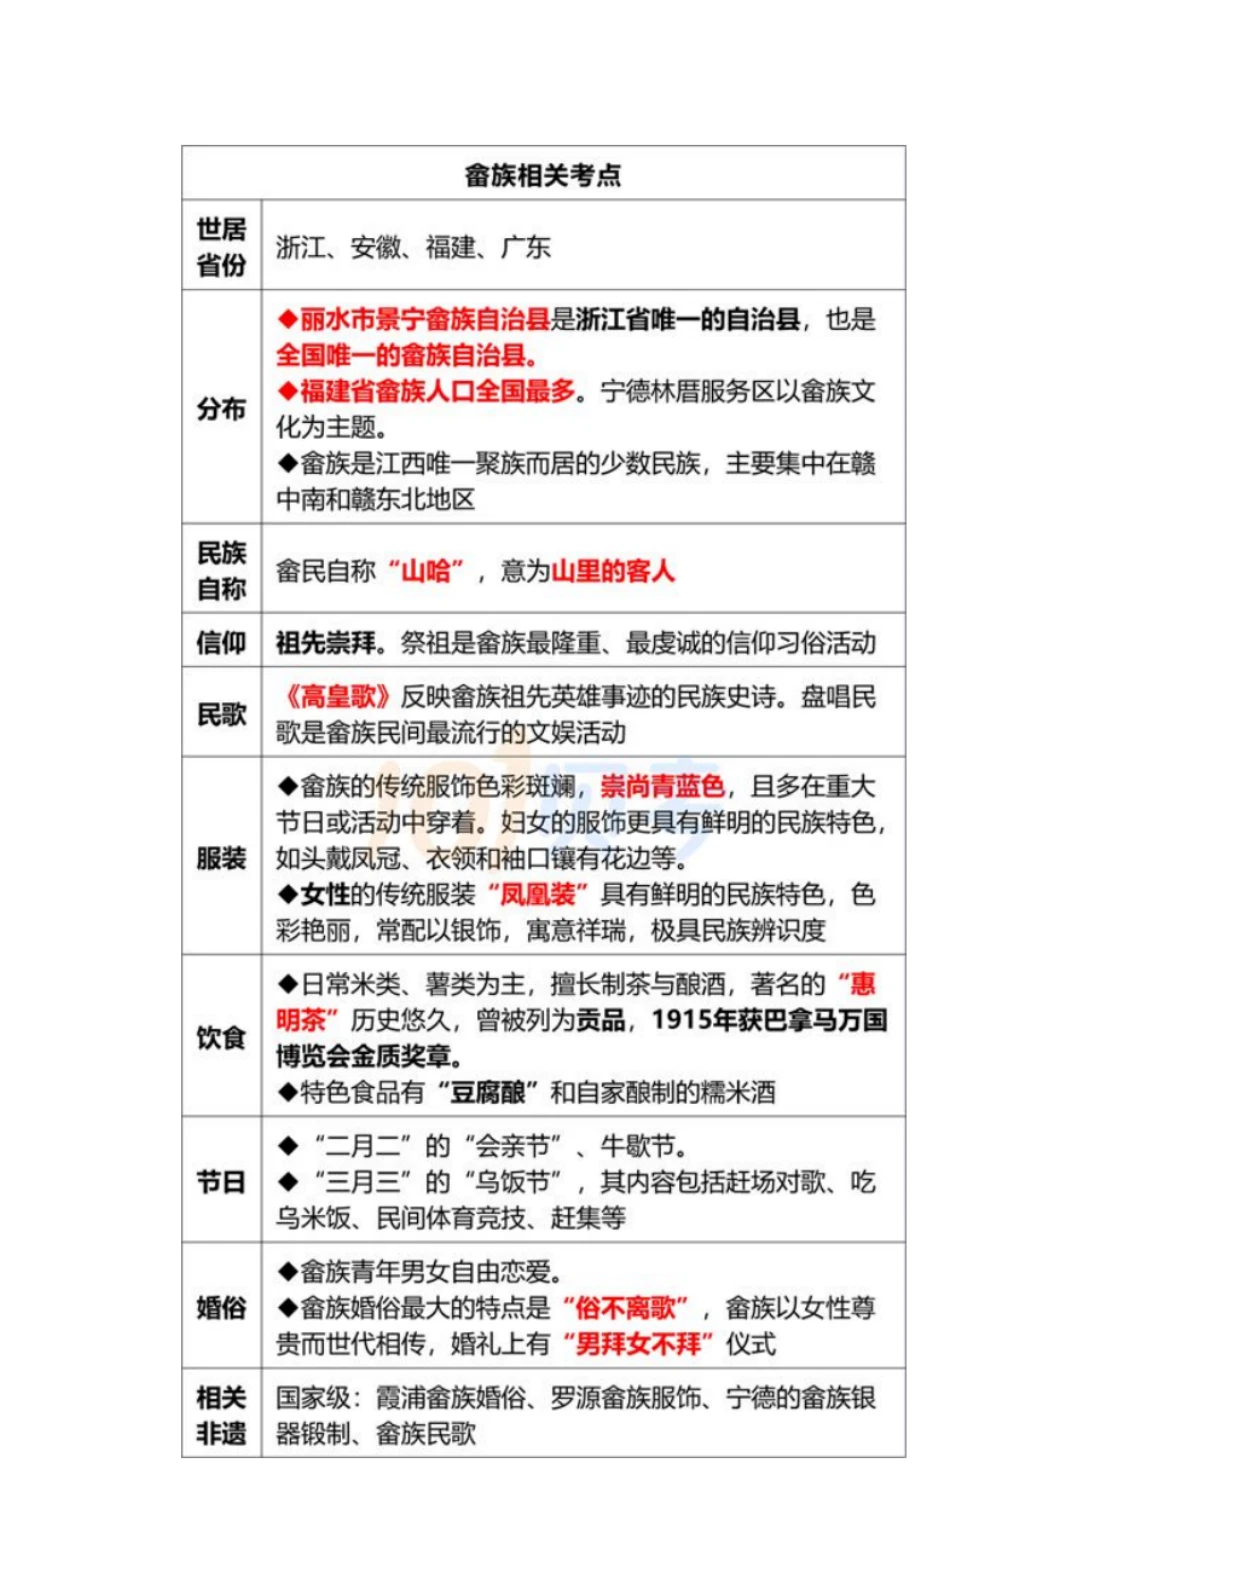 畲族相关考点
世居
省份
浙江、安徽、福建、广东
分布
◆丽水市景宁畲族自治县是浙江省唯一的自治县，也是
全国唯一的畲族自治县。
◆福建省畲族人口全国最多。宁德林厝服务区以畲族文
化为主题。
◆畲族是江西唯一聚族而居的少数民族，主要集中在赣
中南和赣东北地区
民族
自称
畲民自称“山哈”，意为山里的客人
信仰
祖先崇拜。祭祖是畲族最隆重、最虔诚的信仰习俗活动
民歌
《高皇歌》反映畲族祖先英雄事迹的民族史诗。盘唱民
歌是畲族民间最流行的文娱活动
服装
◆畲族的传统服饰色彩斑斓，崇尚青蓝色，且多在重大
节日或活动中穿着。妇女的服饰更具有鲜明的民族特色，
如头戴凤冠、衣领和袖口镶有花边等。
◆女性的传统服装“凤凰装”具有鲜明的民族特色，色
彩艳丽，常配以银饰，寓意祥瑞，极具民族辨识度
饮食
◆日常米类、薯类为主，擅长制茶与酿酒，著名的“惠
明茶”历史悠久，曾被列为贡品，1915年获巴拿马万国
博览会金质奖章。
◆特色食品有“豆腐酿”和自家酿制的糯米酒
节日
◆“二月二”的“会亲节”、牛歇节。
◆“三月三”的“乌饭节”，其内容包括赶场对歌、吃
乌米饭、民间体育竞技、赶集等
婚俗
◆畲族青年男女自由恋爱。
◆畲族婚俗最大的特点是“俗不离歌”，畲族以女性尊
贵而世代相传，婚礼上有“男拜女不拜”仪式
相关
非遗
国家级：霞浦畲族婚俗、罗源畲族服饰、宁德的畲族银
器锻制、畲族民歌